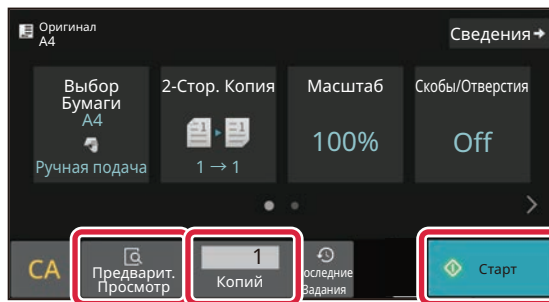 Оригинал
A4
Сведения
Выбор
Бумаги
A4
Ручная подача
2-Стор. Копия
1 → 1
Масштаб
100%
Скобы/Отверстия
Off
CA
Предварит.
Просмотр
1
Копий
оследние
Задания
Старт